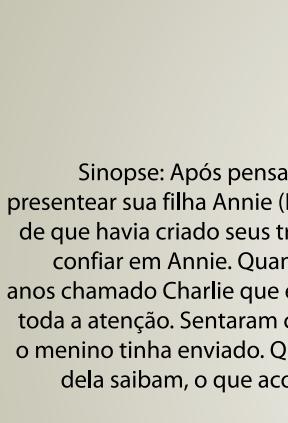 Sinopse: Após pensa
presentear sua filha Annie (
de que havia criado seus tr
confiar em Annie. Quar
anos chamado Charlie que e
toda a atenção. Sentaram
o menino tinha enviado. Q
dela saibam, o que aco